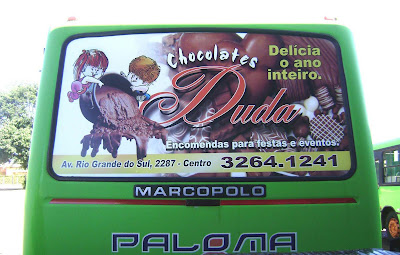 Chocolates
Duda
Delícia
o ano
inteiro.
Encomendas para festas e eventos.
Av. Rio Grande do Sul, 2287 - Centro 3264.1241
MARCOPOLO
PALOMA